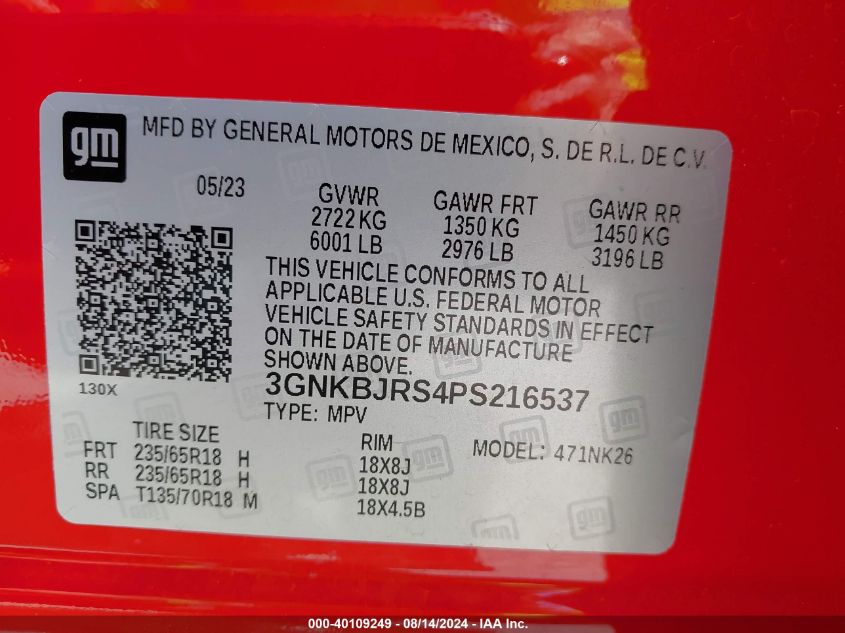 gm
MFD BY GENERAL MOTORS DE MEXICO, S. DE R.L. DE C.V.
05/23
GVWR
2722 KG
6001 LB
GAWR FRT
1350 KG
2976 LB
GAWR RR
1450 KG
3196 LB
THIS VEHICLE CONFORMS TO ALL
APPLICABLE U.S. FEDERAL MOTOR
VEHICLE SAFETY STANDARDS IN EFFECT
ON THE DATE OF MANUFACTURE
SHOWN ABOVE.
130X
3GNKBJRS4PS216537
TYPE: MPV
TIRE SIZE
RIM
MODEL: 471NK26
FRT 235/65R18 H 18X8J
RR 235/65R18 H 18X8J
SPA T135/70R18 M 18X4.5B
000-40109249 - 08/14/2024 - IAA Inc.